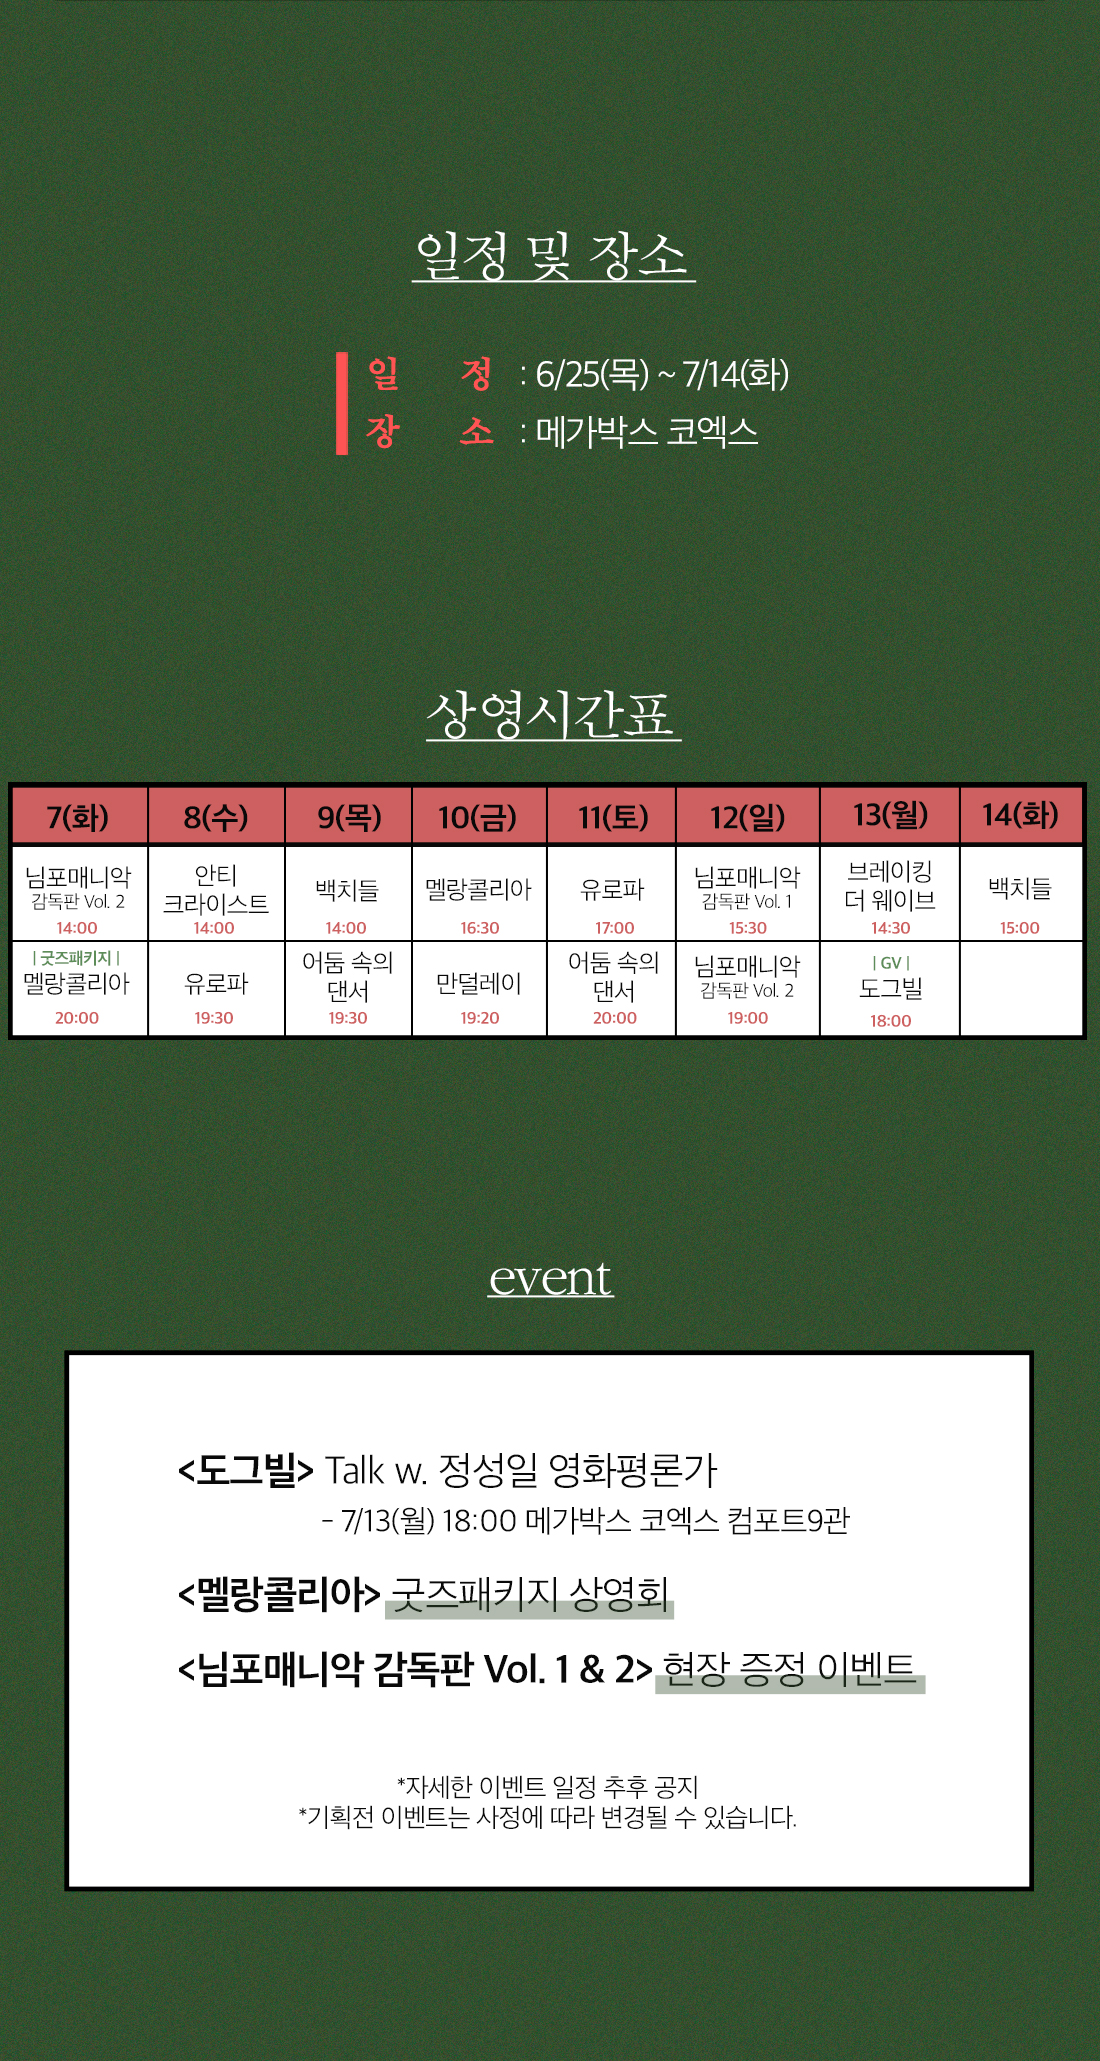 일정 및 장소
일 정 : 6/25(목) ~ 7/14(화)
장 소 : 메가박스 코엑스
상영시간표
7(화) 8(수) 9(목) 10(금) 11(토) 12(일) 13(월) 14(화)
님포매니악 감독판 Vol. 2 14:00
안티 크라이스트 14:00
백치들 14:00
멜랑콜리아 16:30
유로파 17:00
님포매니악 감독판 Vol. 1 15:30
브레이킹 더 웨이브 14:30
백치들 15:00
| 굿즈패키지 | 멜랑콜리아 20:00
유로파 19:30
어둠 속의 댄서 19:30
만덜레이 19:20
어둠 속의 댄서 20:00
님포매니악 감독판 Vol. 2 19:00
| GV | 도그빌 18:00
event
<도그빌> Talk w. 정성일 영화평론가
- 7/13(월) 18:00 메가박스 코엑스 컴포트9관
<멜랑콜리아> 굿즈패키지 상영회
<님포매니악 감독판 Vol. 1 & 2> 현장 증정 이벤트
*자세한 이벤트 일정 추후 공지
*기획전 이벤트는 사정에 따라 변경될 수 있습니다.